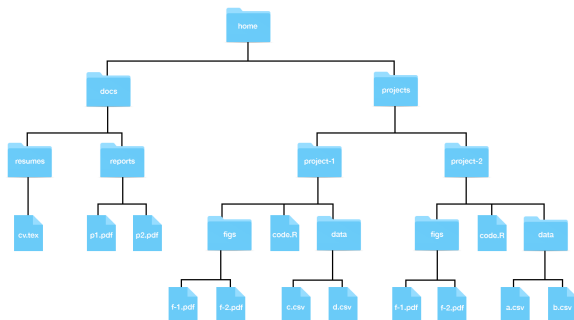 home
docs
projects
resumes
reports
project-1
project-2
cv.tex
p1.pdf
p2.pdf
figs
code.R
data
figs
code.R
data
f-1.pdf
f-2.pdf
c.csv
d.csv
f-1.pdf
f-2.pdf
a.csv
b.csv